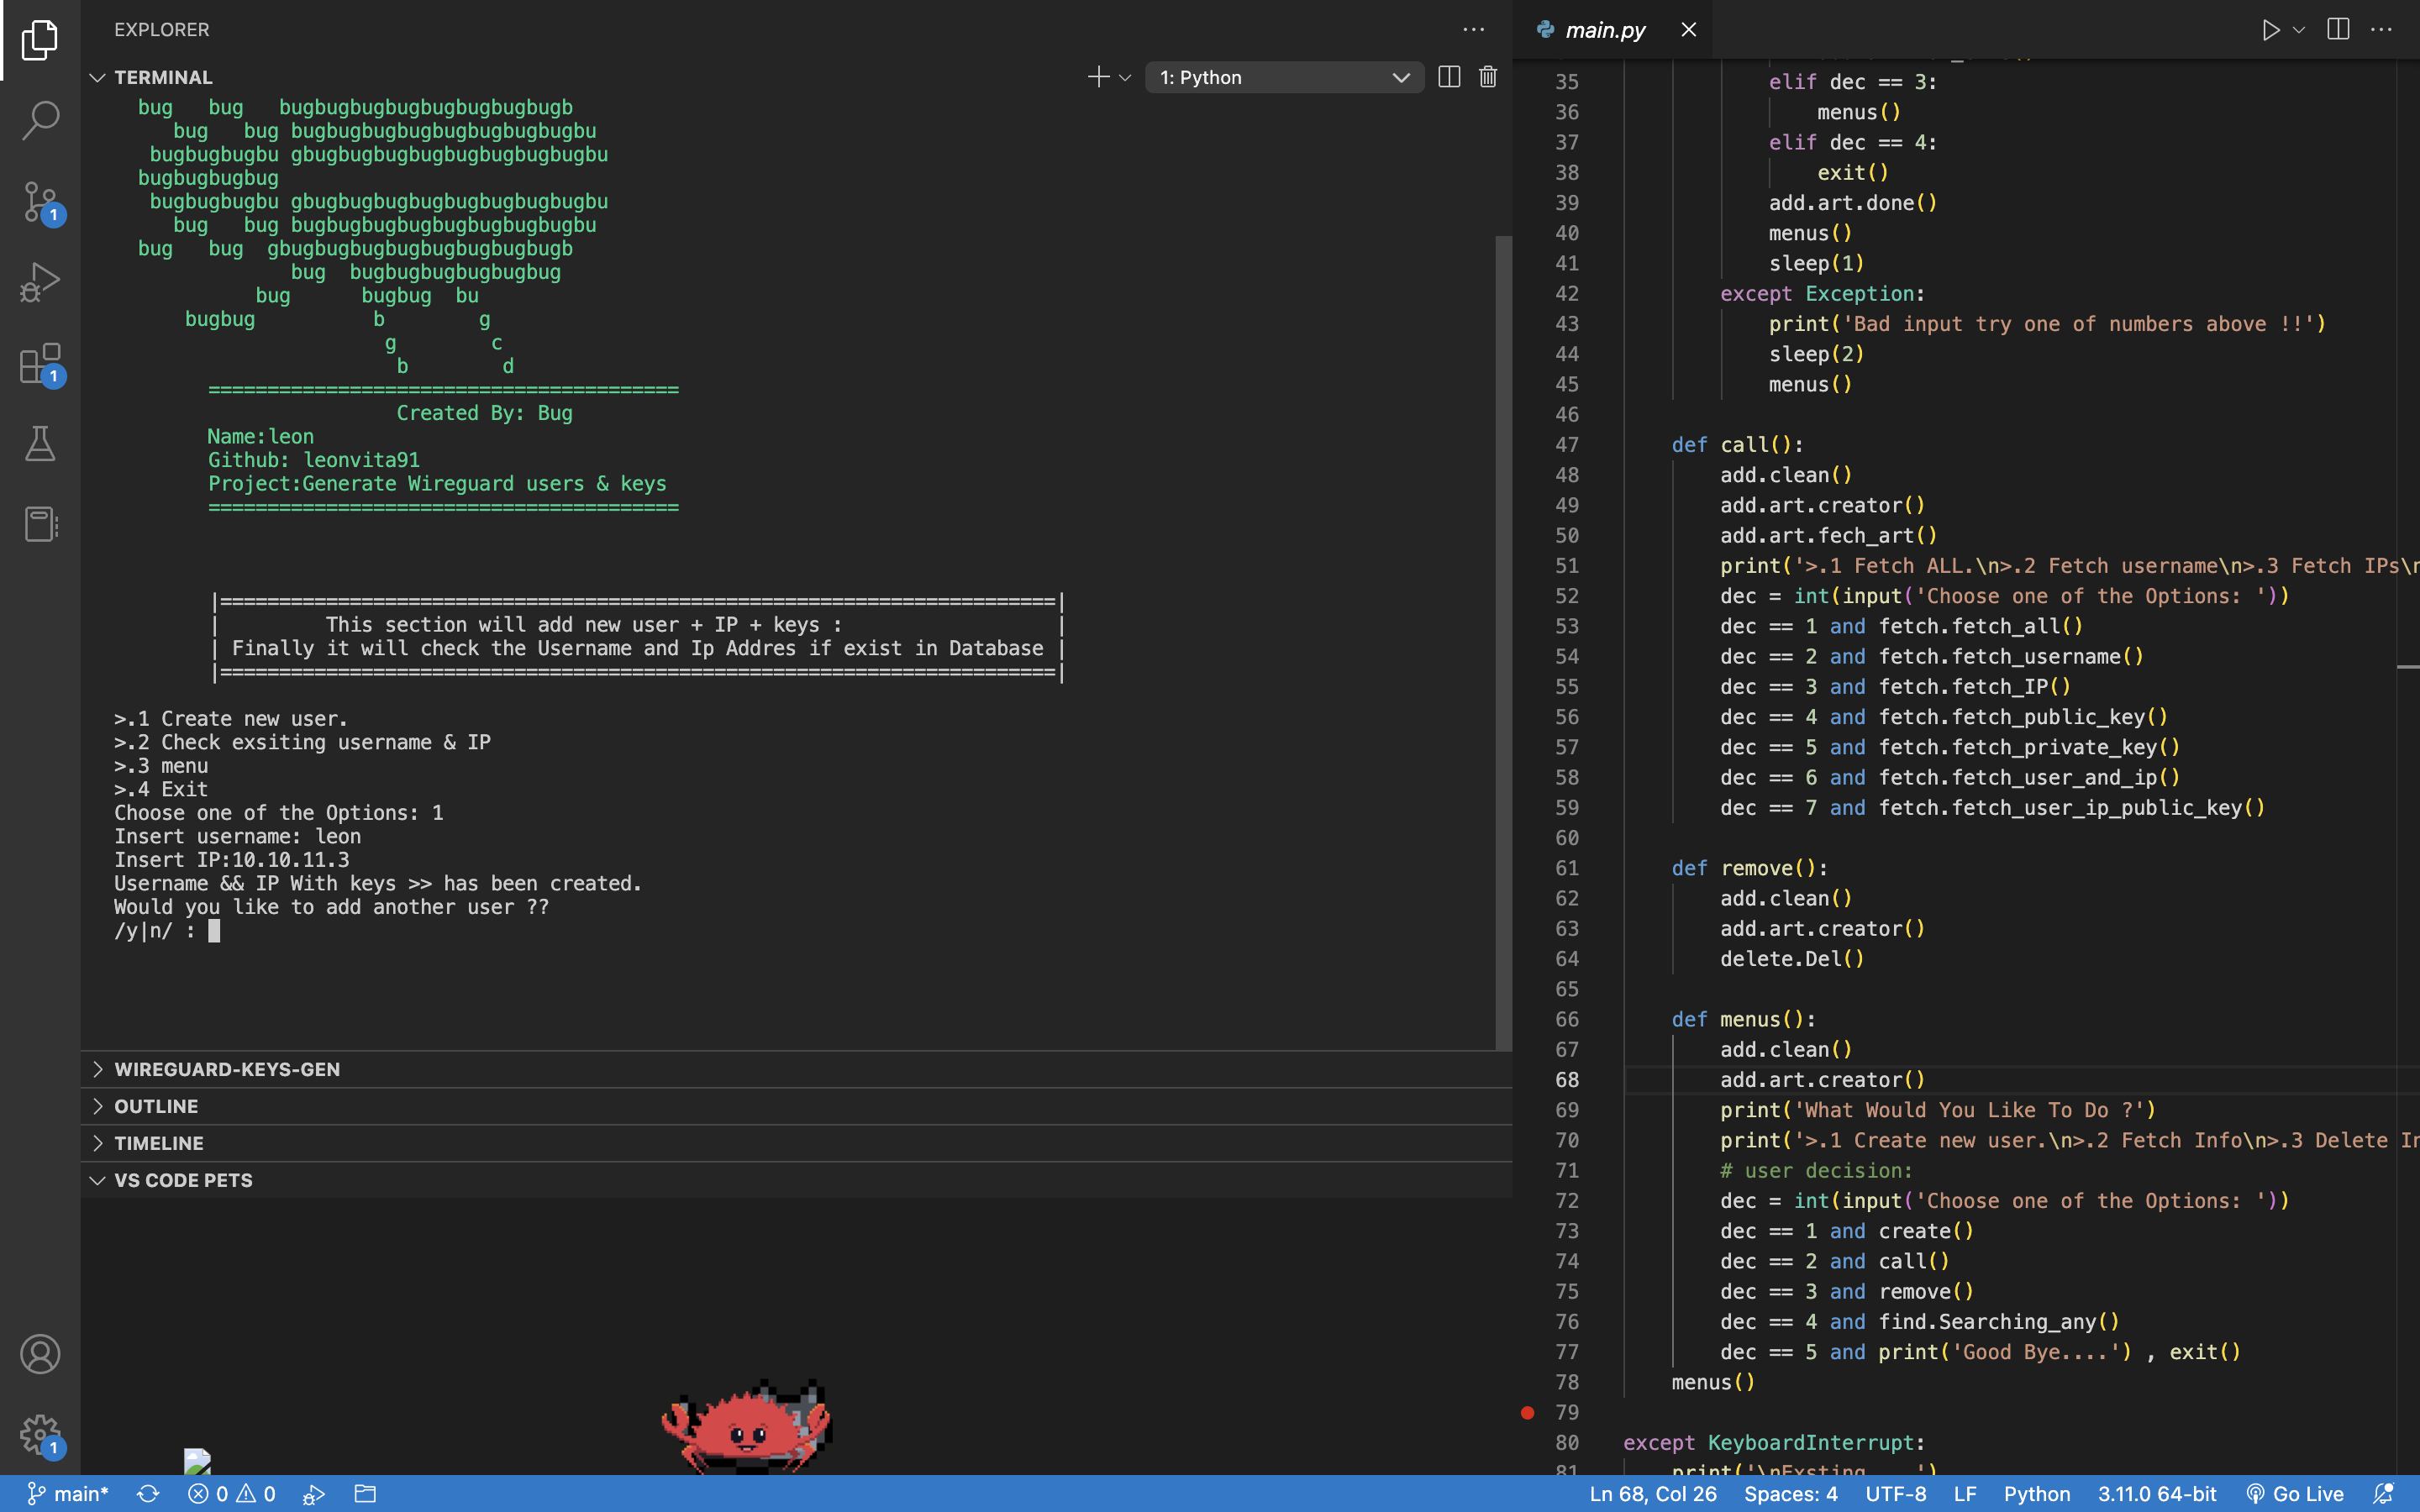 EXPLORER
TERMINAL
1: Python
bug   bug   bugbugbugbugbugbugbugbugb
bug   bug bugbugbugbugbugbugbugbugbu
bugbugbugbu gbugbugbugbugbugbugbugbugbu
bugbugbugbug
bugbugbugbu gbugbugbugbugbugbugbugbugbu
bug   bug bugbugbugbugbugbugbugbugbu
bug   bug  gbugbugbugbugbugbugbugbugb
bug  bugbugbugbugbugbug
bug      bugbug  bu
bugbug          b        g
g        c
b        d
========================================
Created By: Bug
Name:leon
Github: leonvita91
Project:Generate Wireguard users & keys
========================================
|=======================================================================|
| This section will add new user + IP + keys : |
| Finally it will check the Username and Ip Addres if exist in Database |
|=======================================================================|
>.1 Create new user.
>.2 Check exsiting username & IP
>.3 menu
>.4 Exit
Choose one of the Options: 1
Insert username: leon
Insert IP:10.10.11.3
Username && IP With keys >> has been created.
Would you like to add another user ??
/y|n/ :
WIREGUARD-KEYS-GEN
OUTLINE
TIMELINE
VS CODE PETS
1
1
1
main.py
35 elif dec == 3:
36 menus()
37 elif dec == 4:
38 exit()
39 add.art.done()
40 menus()
41 sleep(1)
42 except Exception:
43 print('Bad input try one of numbers above !!')
44 sleep(2)
45 menus()
46
47 def call():
48 add.clean()
49 add.art.creator()
50 add.art.fech_art()
51 print('>.1 Fetch ALL.\n>.2 Fetch username\n>.3 Fetch IPs\n
52 dec = int(input('Choose one of the Options: '))
53 dec == 1 and fetch.fetch_all()
54 dec == 2 and fetch.fetch_username()
55 dec == 3 and fetch.fetch_IP()
56 dec == 4 and fetch.fetch_public_key()
57 dec == 5 and fetch.fetch_private_key()
58 dec == 6 and fetch.fetch_user_and_ip()
59 dec == 7 and fetch.fetch_user_ip_public_key()
60
61 def remove():
62 add.clean()
63 add.art.creator()
64 delete.Del()
65
66 def menus():
67 add.clean()
68 add.art.creator()
69 print('What Would You Like To Do ?')
70 print('>.1 Create new user.\n>.2 Fetch Info\n>.3 Delete In
71 # user decision:
72 dec = int(input('Choose one of the Options: '))
73 dec == 1 and create()
74 dec == 2 and call()
75 dec == 3 and remove()
76 dec == 4 and find.Searching_any()
77 dec == 5 and print('Good Bye....') , exit()
78 menus()
79
80 except KeyboardInterrupt:
81 print('\nExsting....')
main* 0 0 Ln 68, Col 26 Spaces: 4 UTF-8 LF Python 3.11.0 64-bit Go Live